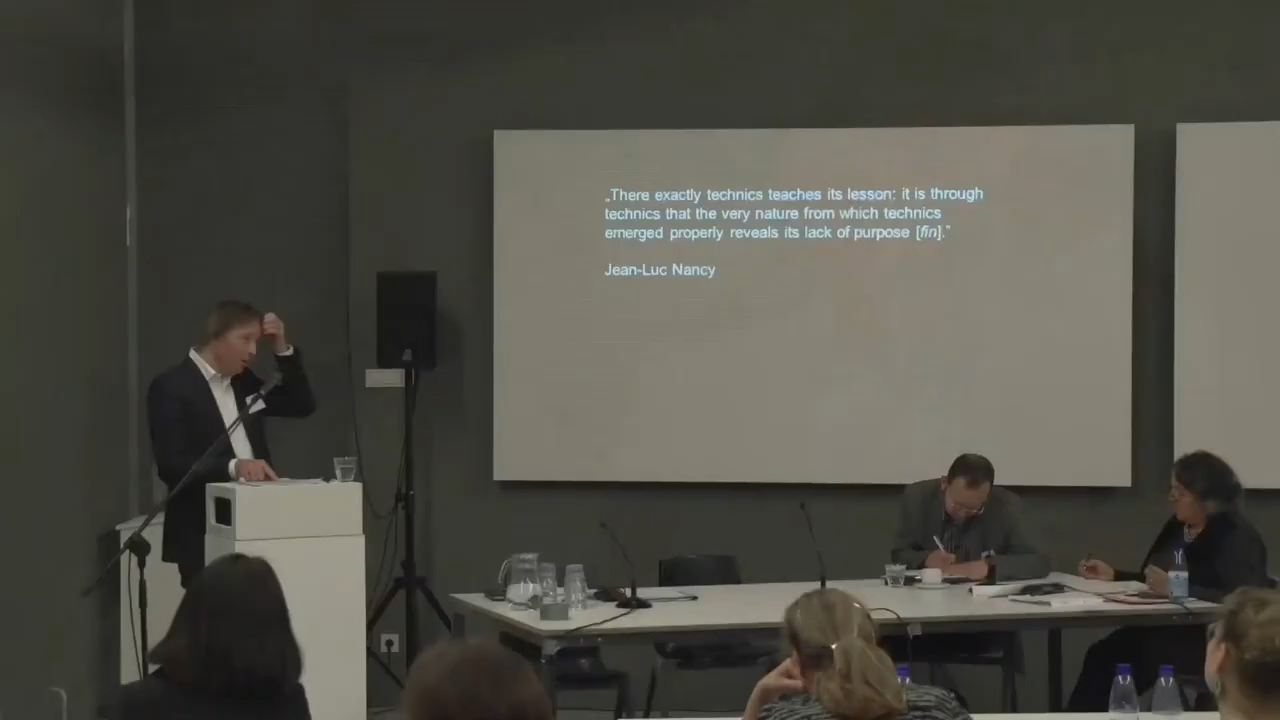 „There exactly technics teaches its lesson: it is through
technics that the very nature from which technics
emerged properly reveals its lack of purpose [fin].”
Jean-Luc Nancy